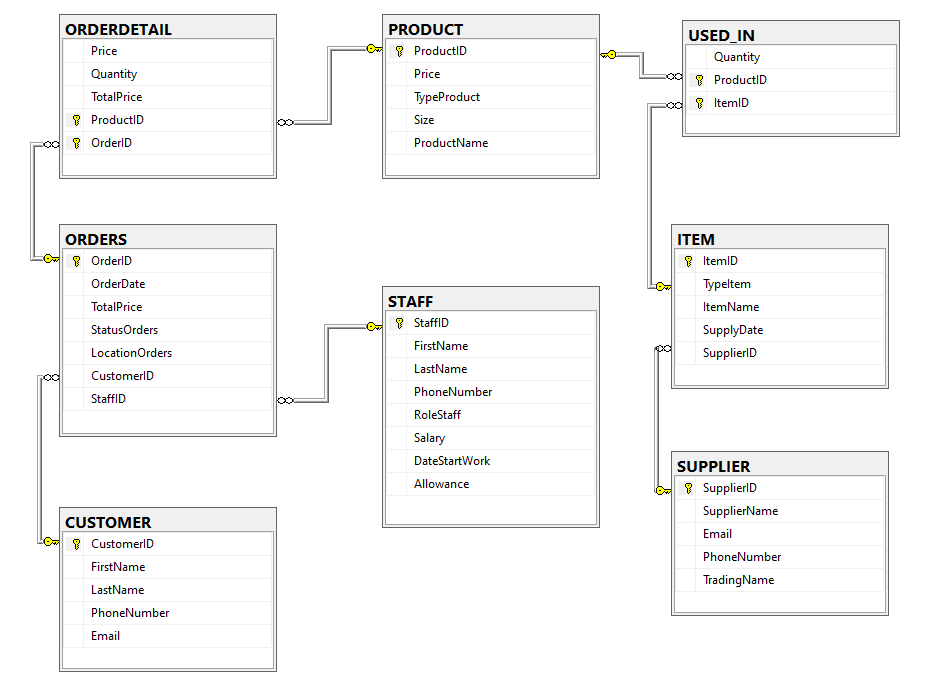 ORDERDETAIL
Price
Quantity
TotalPrice
ProductID
OrderID
PRODUCT
ProductID
Price
TypeProduct
Size
ProductName
USED_IN
Quantity
ProductID
ItemID
ORDERS
OrderID
OrderDate
TotalPrice
StatusOrders
LocationOrders
CustomerID
StaffID
STAFF
StaffID
FirstName
LastName
PhoneNumber
RoleStaff
Salary
DateStartWork
Allowance
ITEM
ItemID
TypeItem
ItemName
SupplyDate
SupplierID
CUSTOMER
CustomerID
FirstName
LastName
PhoneNumber
Email
SUPPLIER
SupplierID
SupplierName
Email
PhoneNumber
TradingName